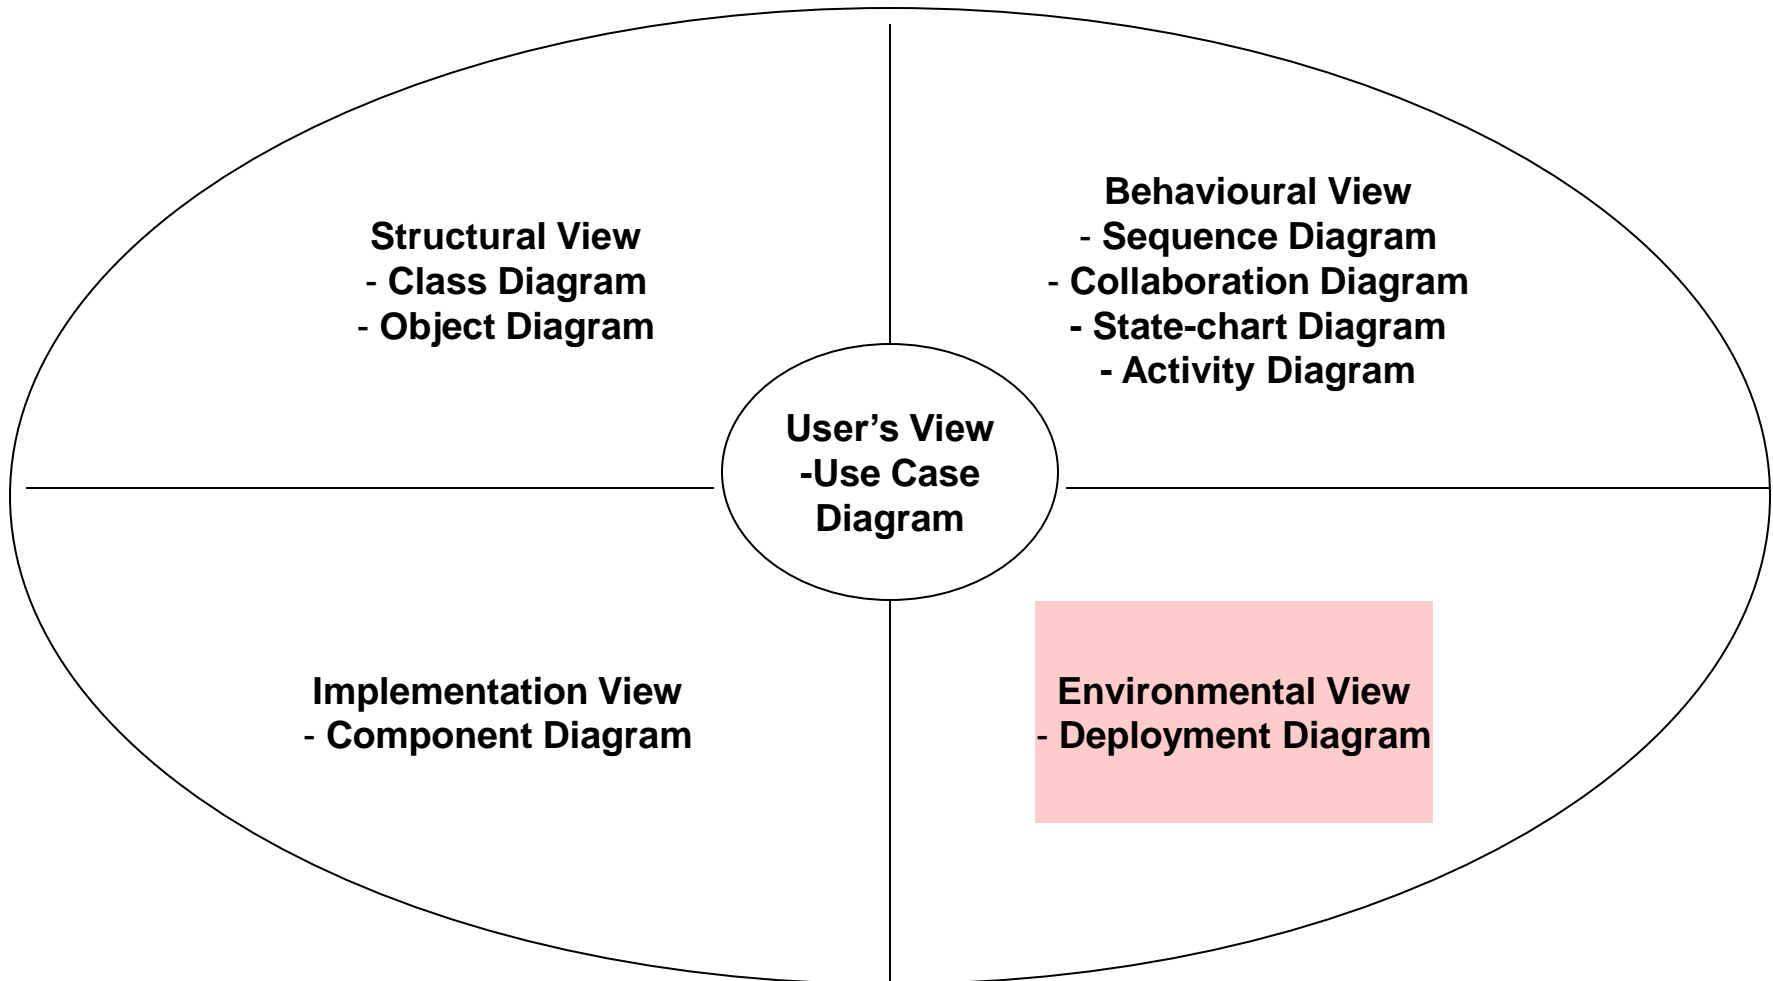 Structural View
- Class Diagram
- Object Diagram
Behavioural View
- Sequence Diagram
- Collaboration Diagram
- State-chart Diagram
- Activity Diagram
User’s View
-Use Case
Diagram
Implementation View
- Component Diagram
Environmental View
- Deployment Diagram